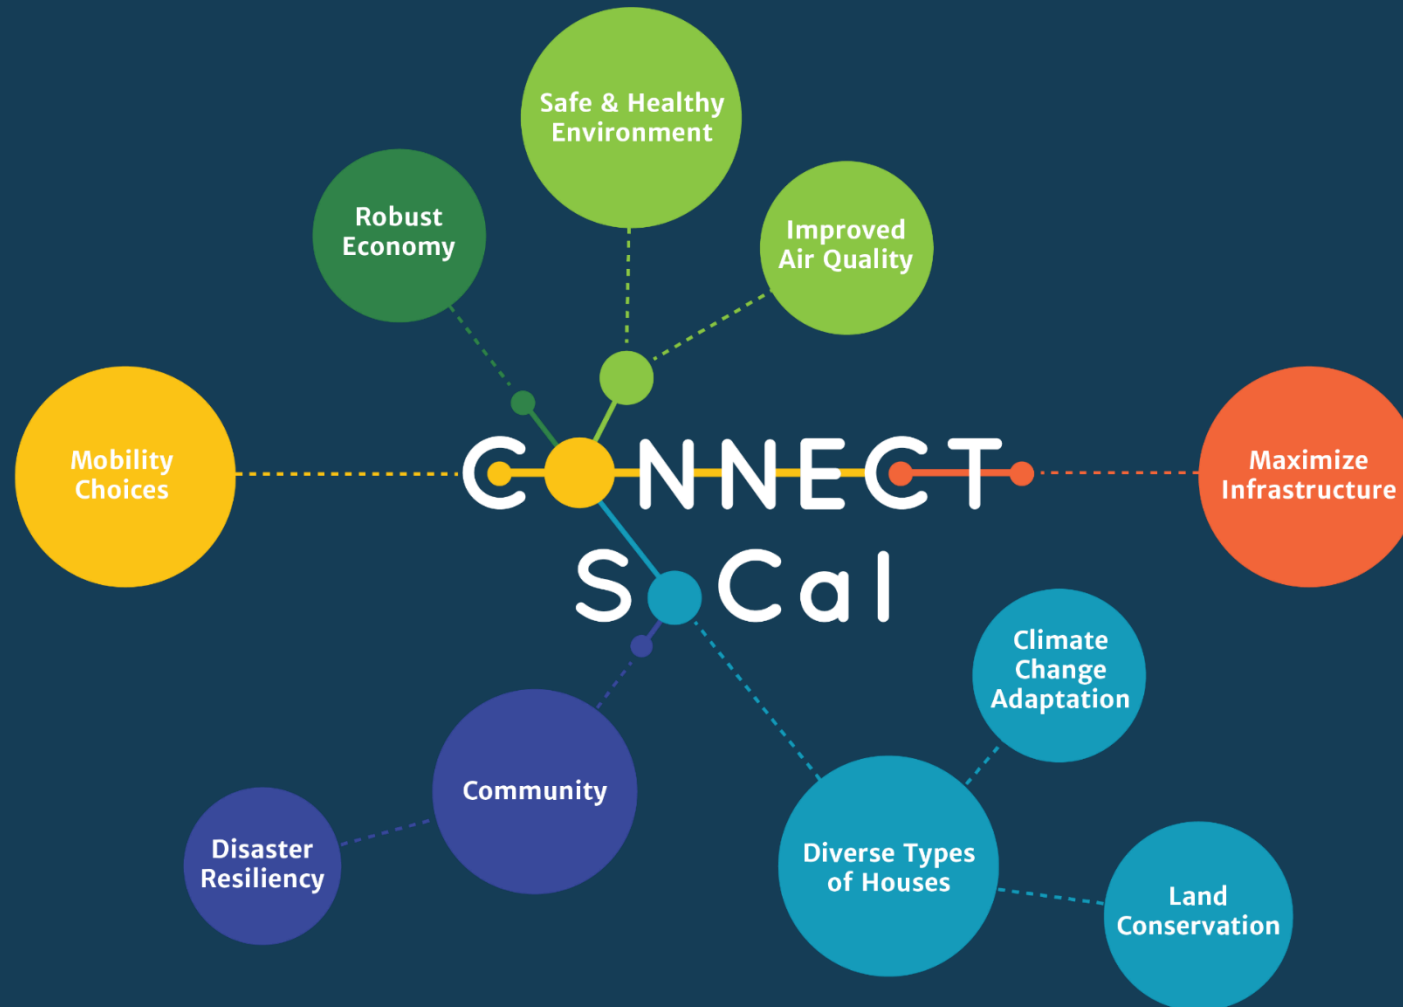 Safe & Healthy
Environment
Robust
Economy
Improved
Air Quality
Mobility
Choices
CONNECT
SoCal
Maximize
Infrastructure
Climate
Change
Adaptation
Community
Diverse Types
of Houses
Disaster
Resiliency
Land
Conservation